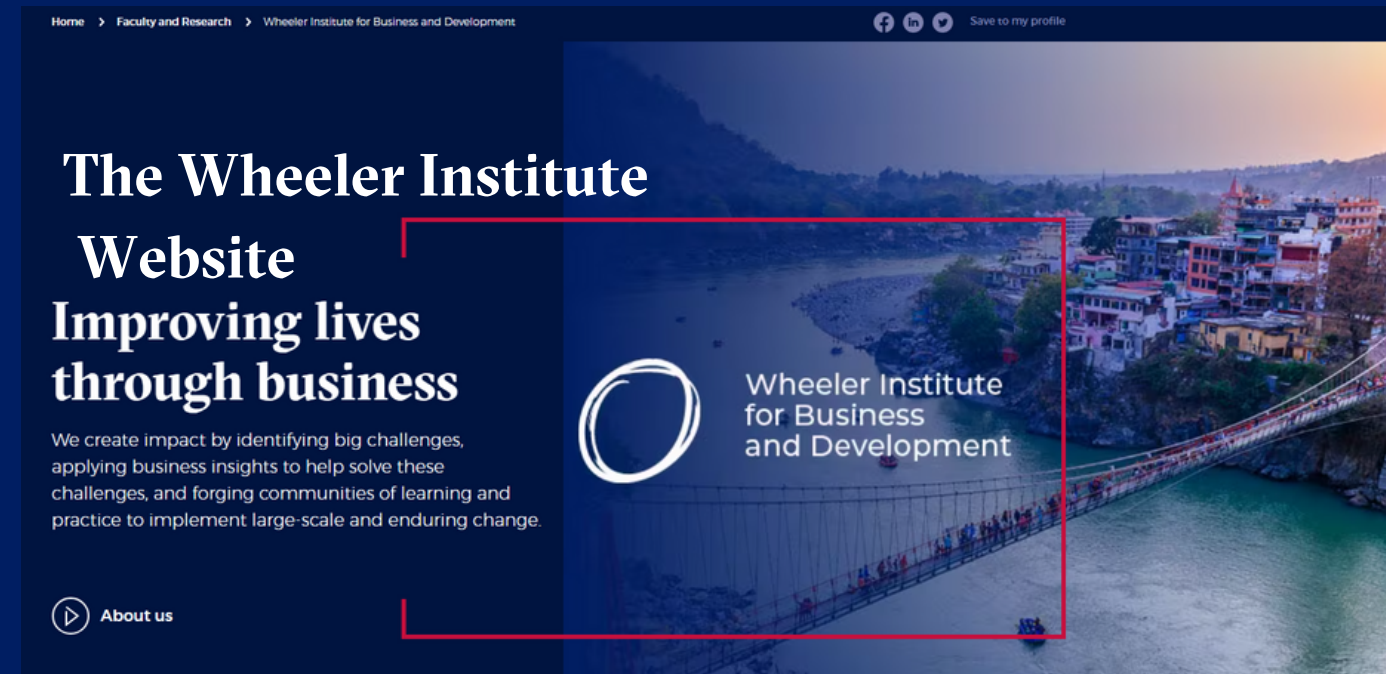 Home > Faculty and Research > Wheeler Institute for Business and Development
Save to my profile
The Wheeler Institute
Website
Improving lives
through business
We create impact by identifying big challenges,
applying business insights to help solve these
challenges, and forging communities of learning and
practice to implement large-scale and enduring change.
About us
Wheeler Institute
for Business
and Development